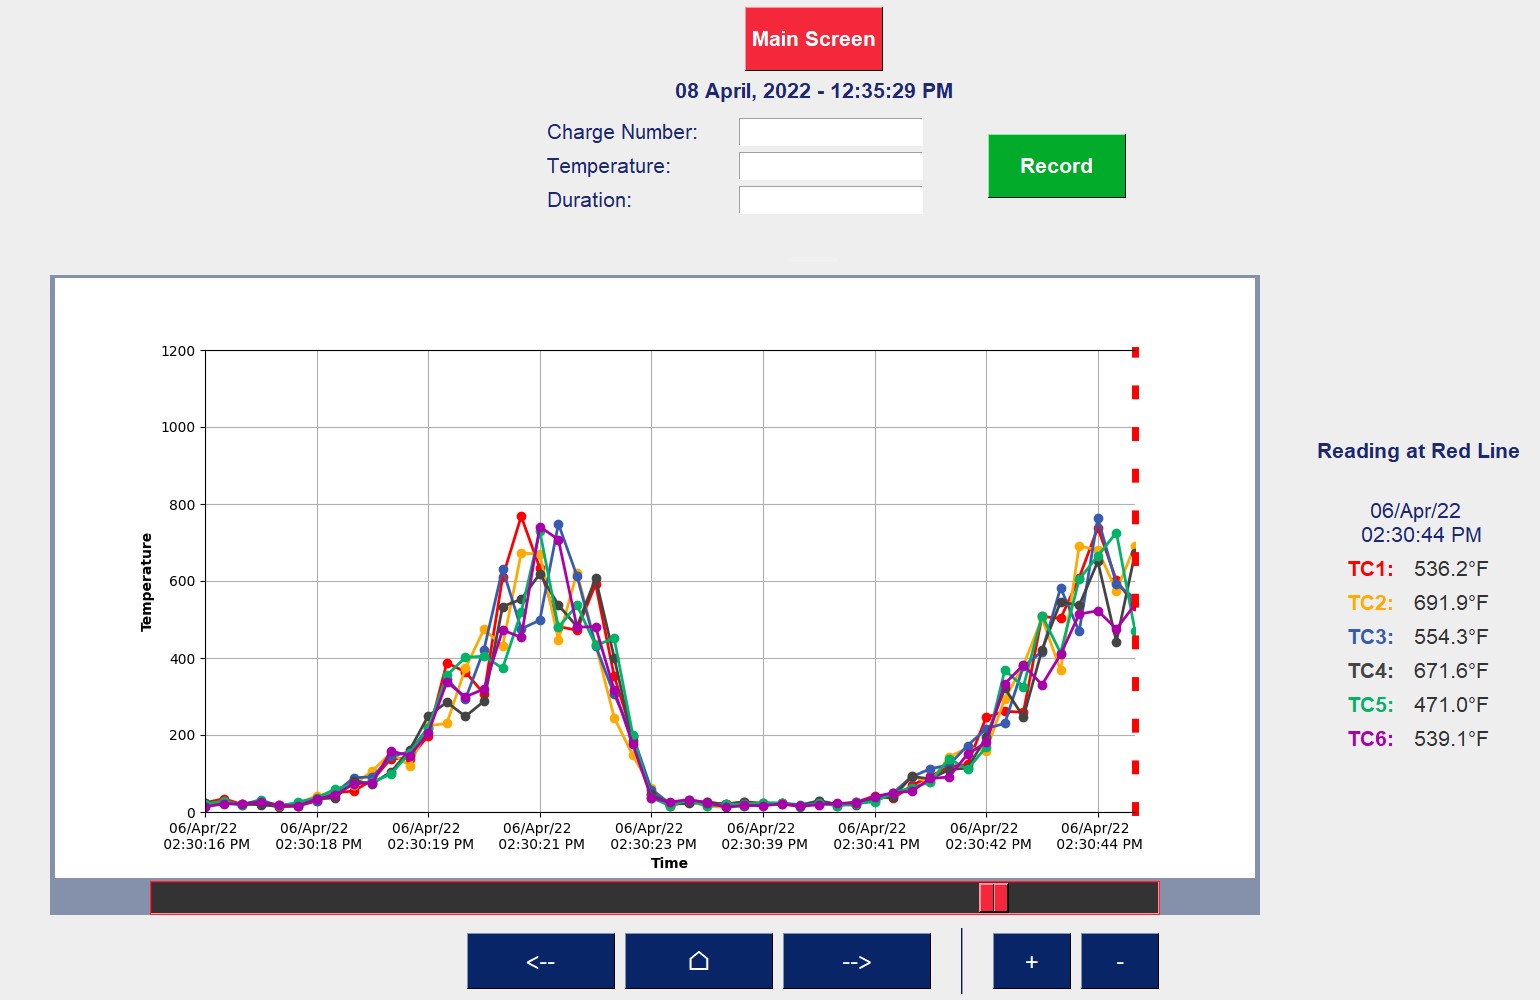 Main Screen
08 April, 2022 - 12:35:29 PM
Charge Number:
Temperature:
Duration:
Record
1200
1000
800
600
400
200
0
Temperature
06/Apr/22 06/Apr/22 06/Apr/22 06/Apr/22 06/Apr/22 06/Apr/22 06/Apr/22 06/Apr/22 06/Apr/22
02:30:16 PM 02:30:18 PM 02:30:19 PM 02:30:21 PM 02:30:23 PM 02:30:39 PM 02:30:41 PM 02:30:42 PM 02:30:44 PM
Time
Reading at Red Line
06/Apr/22
02:30:44 PM
TC1: 536.2°F
TC2: 691.9°F
TC3: 554.3°F
TC4: 671.6°F
TC5: 471.0°F
TC6: 539.1°F
<-- --> + -